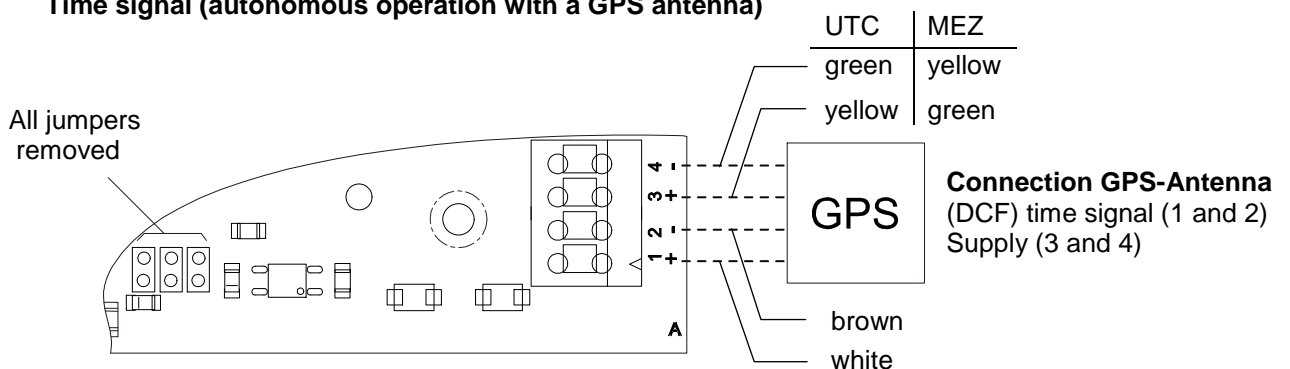 Time signal (autonomous operation with a GPS antenna)
UTC MEZ
green yellow
yellow green
All jumpers
removed
4 -
3 +
2 -
1 +
GPS
Connection GPS-Antenna
(DCF) time signal (1 and 2)
Supply (3 and 4)
A
brown
white